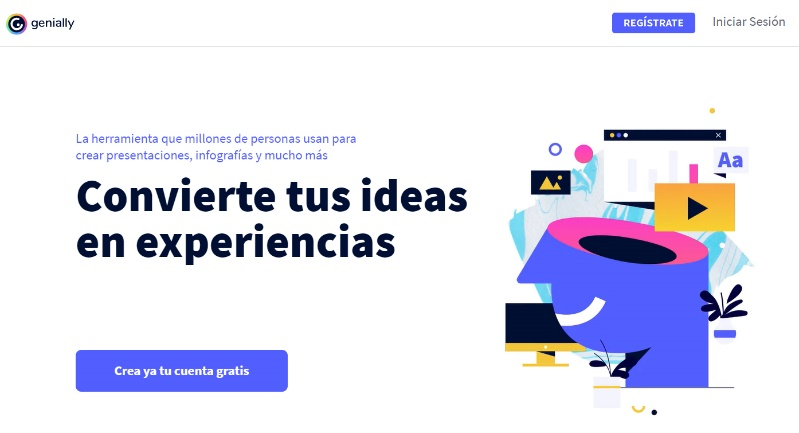 genially
REGÍSTRATE
Iniciar Sesión
La herramienta que millones de personas usan para
crear presentaciones, infografías y mucho más
Convierte tus ideas
en experiencias
Aa
Crea ya tu cuenta gratis